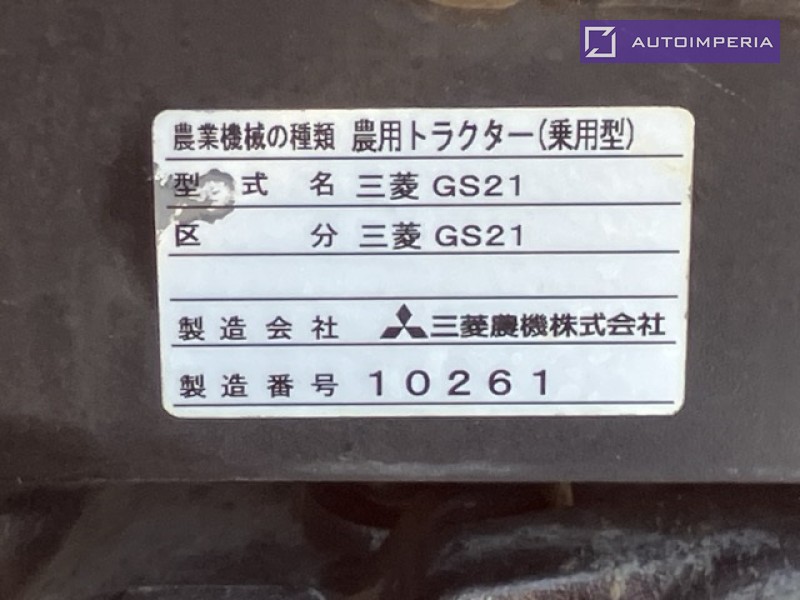 AUTOIMPERIA
農業機械の種類 農用トラクター(乗用型)
型式名 三菱 GS21
区分 三菱 GS21
製造会社 三菱農機株式会社
製造番号 10261